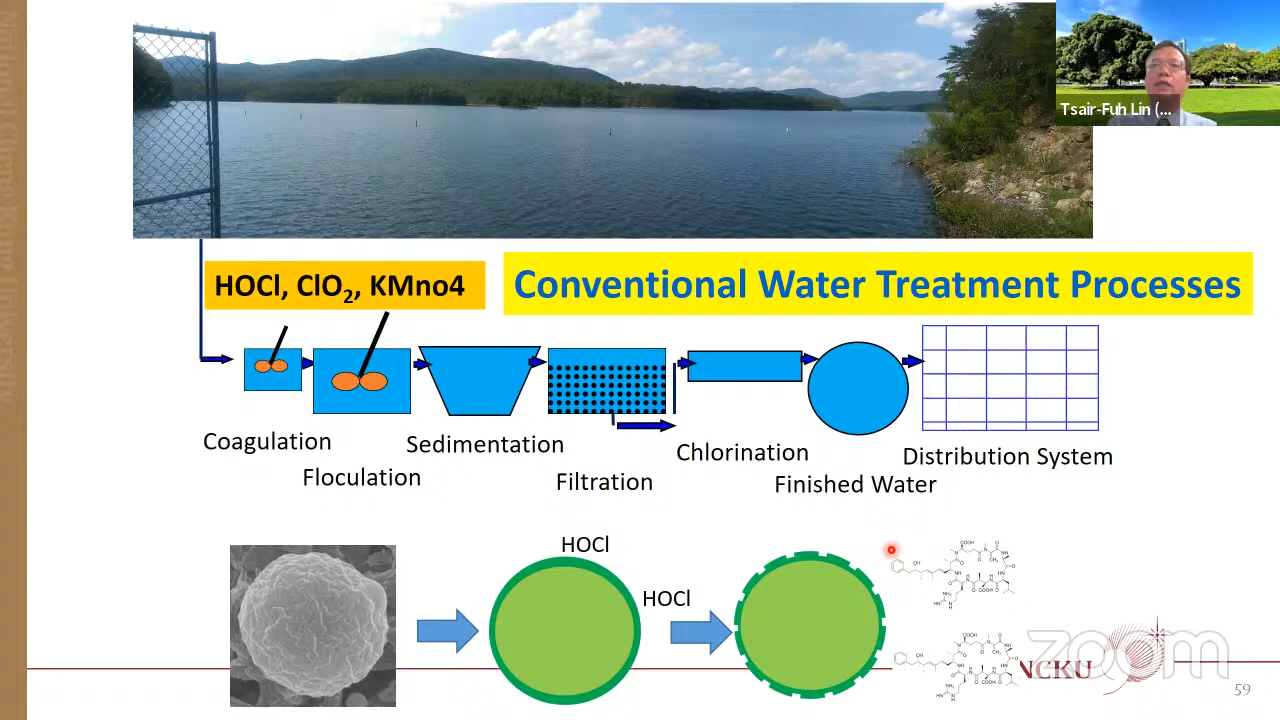 Tsair-Fuh Lin (...
HOCl, ClO2, KMno4
Conventional Water Treatment Processes
Coagulation
Floculation
Sedimentation
Filtration
Chlorination
Finished Water
Distribution System
HOCl
HOCl
zoom
NCKU
59